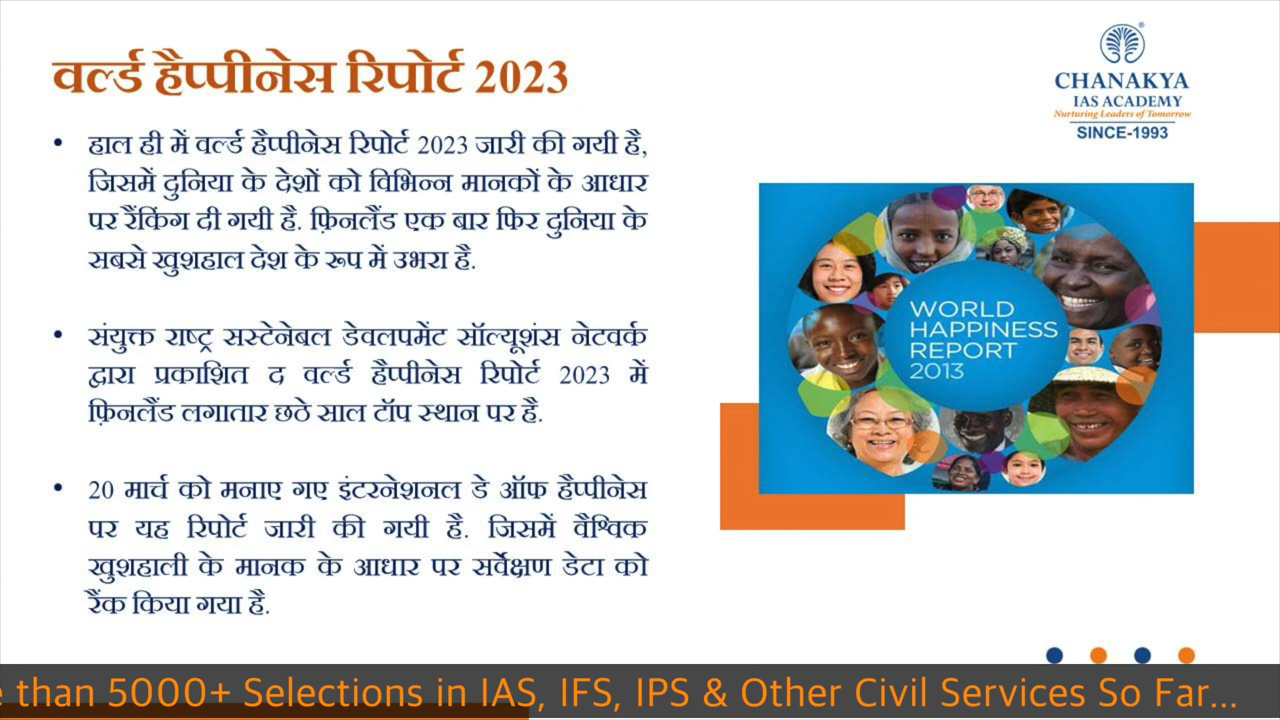 वर्ल्ड हैप्पीनेस रिपोर्ट 2023
• हाल ही में वर्ल्ड हैप्पीनेस रिपोर्ट 2023 जारी की गयी है,
जिसमें दुनिया के देशों को विभिन्न मानकों के आधार
पर रैंकिंग दी गयी है. फ़िनलैंड एक बार फिर दुनिया के
सबसे खुशहाल देश के रूप में उभरा है.
• संयुक्त राष्ट्र सस्टेनेबल डेवलपमेंट सॉल्यूशंस नेटवर्क
द्वारा प्रकाशित द वर्ल्ड हैप्पीनेस रिपोर्ट 2023 में
फ़िनलैंड लगातार छठे साल टॉप स्थान पर है.
• 20 मार्च को मनाए गए इंटरनेशनल डे ऑफ हैप्पीनेस
पर यह रिपोर्ट जारी की गयी है. जिसमें वैश्विक
खुशहाली के मानक के आधार पर सर्वेक्षण डेटा को
रैंक किया गया है.
CHANAKYA
IAS ACADEMY
Nurturing Leaders of Tomorrow
SINCE-1993
WORLD
HAPPINESS
REPORT
2013
than 5000+ Selections in IAS, IFS, IPS & Other Civil Services So Far...